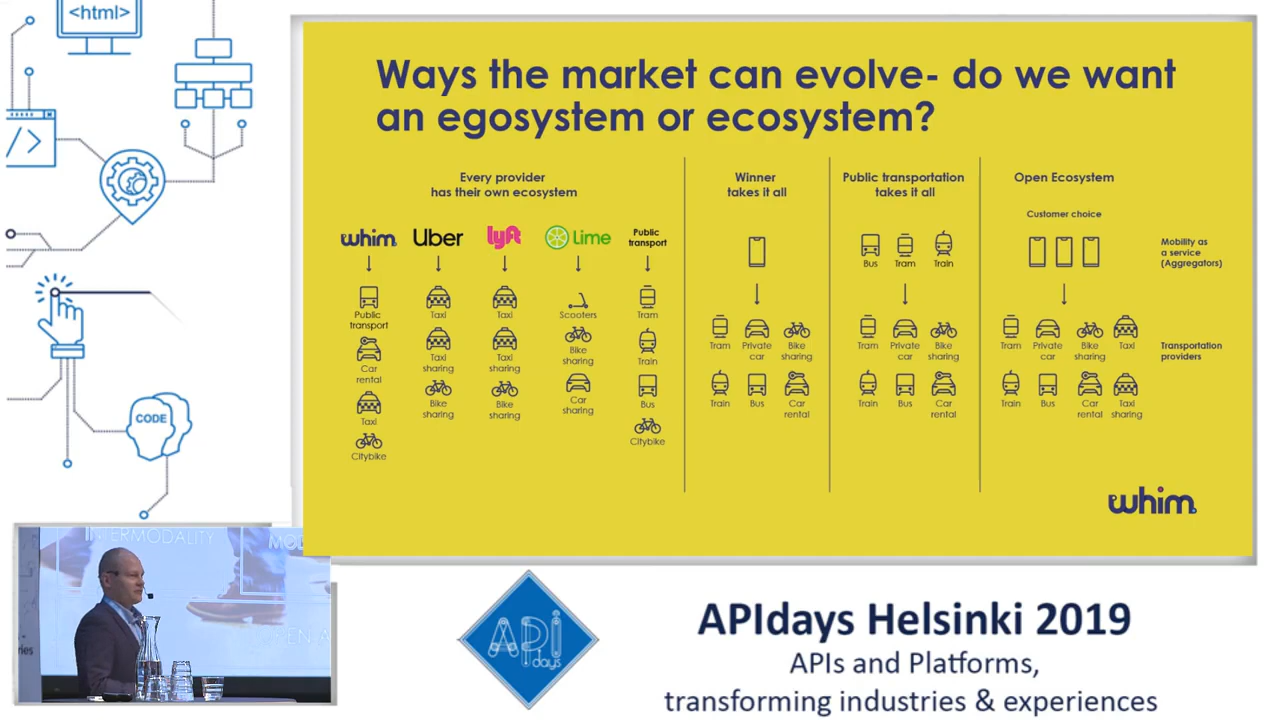 <html>
</>
CODE
Ways the market can evolve- do we want
an egosystem or ecosystem?
Every provider
has their own ecosystem
whim
Uber
lyft
Lime
Public
transport
Public
transport
Car
rental
Taxi
Citybike
Taxi
Taxi
sharing
Bike
sharing
Taxi
Taxi
sharing
Bike
sharing
Scooters
Bike
sharing
Car
sharing
Tram
Train
Bus
Citybike
Winner
takes it all
Tram
Private
car
Bike
sharing
Train
Bus
Car
rental
Public transportation
takes it all
Bus
Tram
Train
Tram
Private
car
Bike
sharing
Train
Bus
Car
rental
Open Ecosystem
Customer choice
Tram
Private
car
Bike
sharing
Taxi
Train
Bus
Car
rental
Taxi
sharing
Mobility as
a service
(Aggregators)
Transportation
providers
whim
INTERMODALITY
API
days
APIdays Helsinki 2019
APIs and Platforms,
transforming industries & experiences